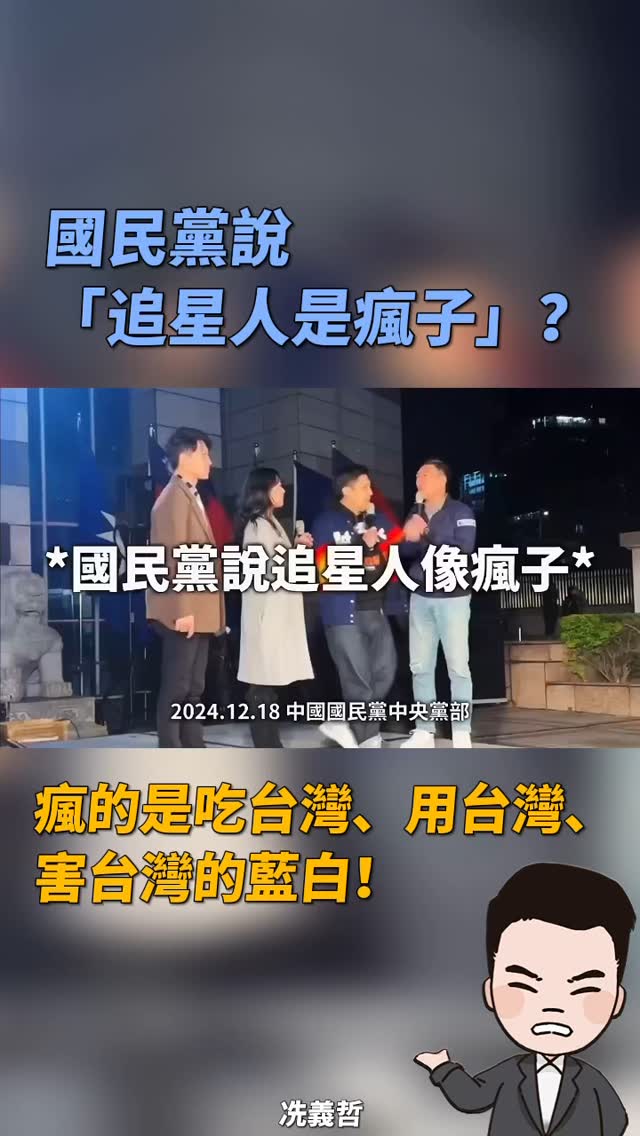 國民黨說
「追星人是瘋子」?
*國民黨說追星人像瘋子*
2024.12.18 中國國民黨中央黨部
瘋的是吃台灣、用台灣、
害台灣的藍白!
冼義哲